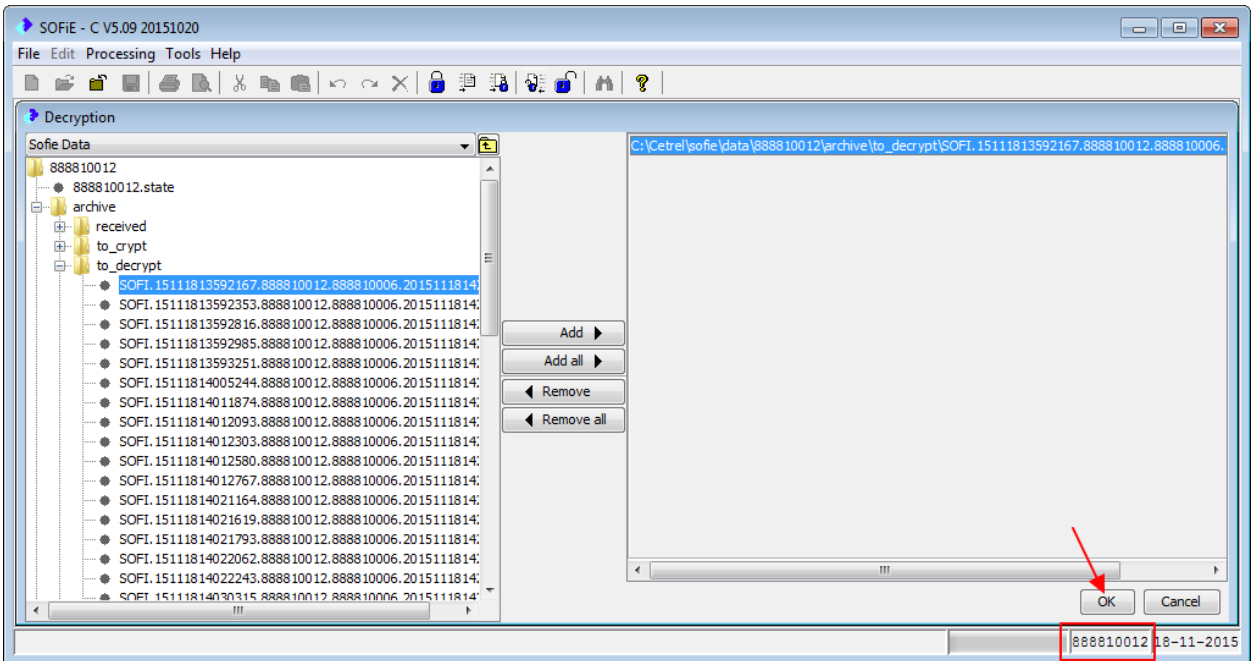 SOFiE - C V5.09 20151020
File Edit Processing Tools Help
Decryption
Sofie Data
888810012
888810012.state
archive
received
to_crypt
to_decrypt
SOFI.15111813592167.888810012.888810006.2015111814
SOFI.15111813592353.888810012.888810006.2015111814
SOFI.15111813592816.888810012.888810006.2015111814
SOFI.15111813592985.888810012.888810006.2015111814
SOFI.15111813593251.888810012.888810006.2015111814
SOFI.15111814005244.888810012.888810006.2015111814
SOFI.15111814011874.888810012.888810006.2015111814
SOFI.15111814012093.888810012.888810006.2015111814
SOFI.15111814012303.888810012.888810006.2015111814
SOFI.15111814012580.888810012.888810006.2015111814
SOFI.15111814012767.888810012.888810006.2015111814
SOFI.15111814021164.888810012.888810006.2015111814
SOFI.15111814021619.888810012.888810006.2015111814
SOFI.15111814021793.888810012.888810006.2015111814
SOFI.15111814022062.888810012.888810006.2015111814
SOFI.15111814022243.888810012.888810006.2015111814
SOFI.15111814030315.888810012.888810006.2015111814
Add
Add all
Remove
Remove all
C:\Cetrel\sofie\data\888810012\archive\to_decrypt\SOFI.15111813592167.888810012.888810006.
OK Cancel
888810012 18-11-2015